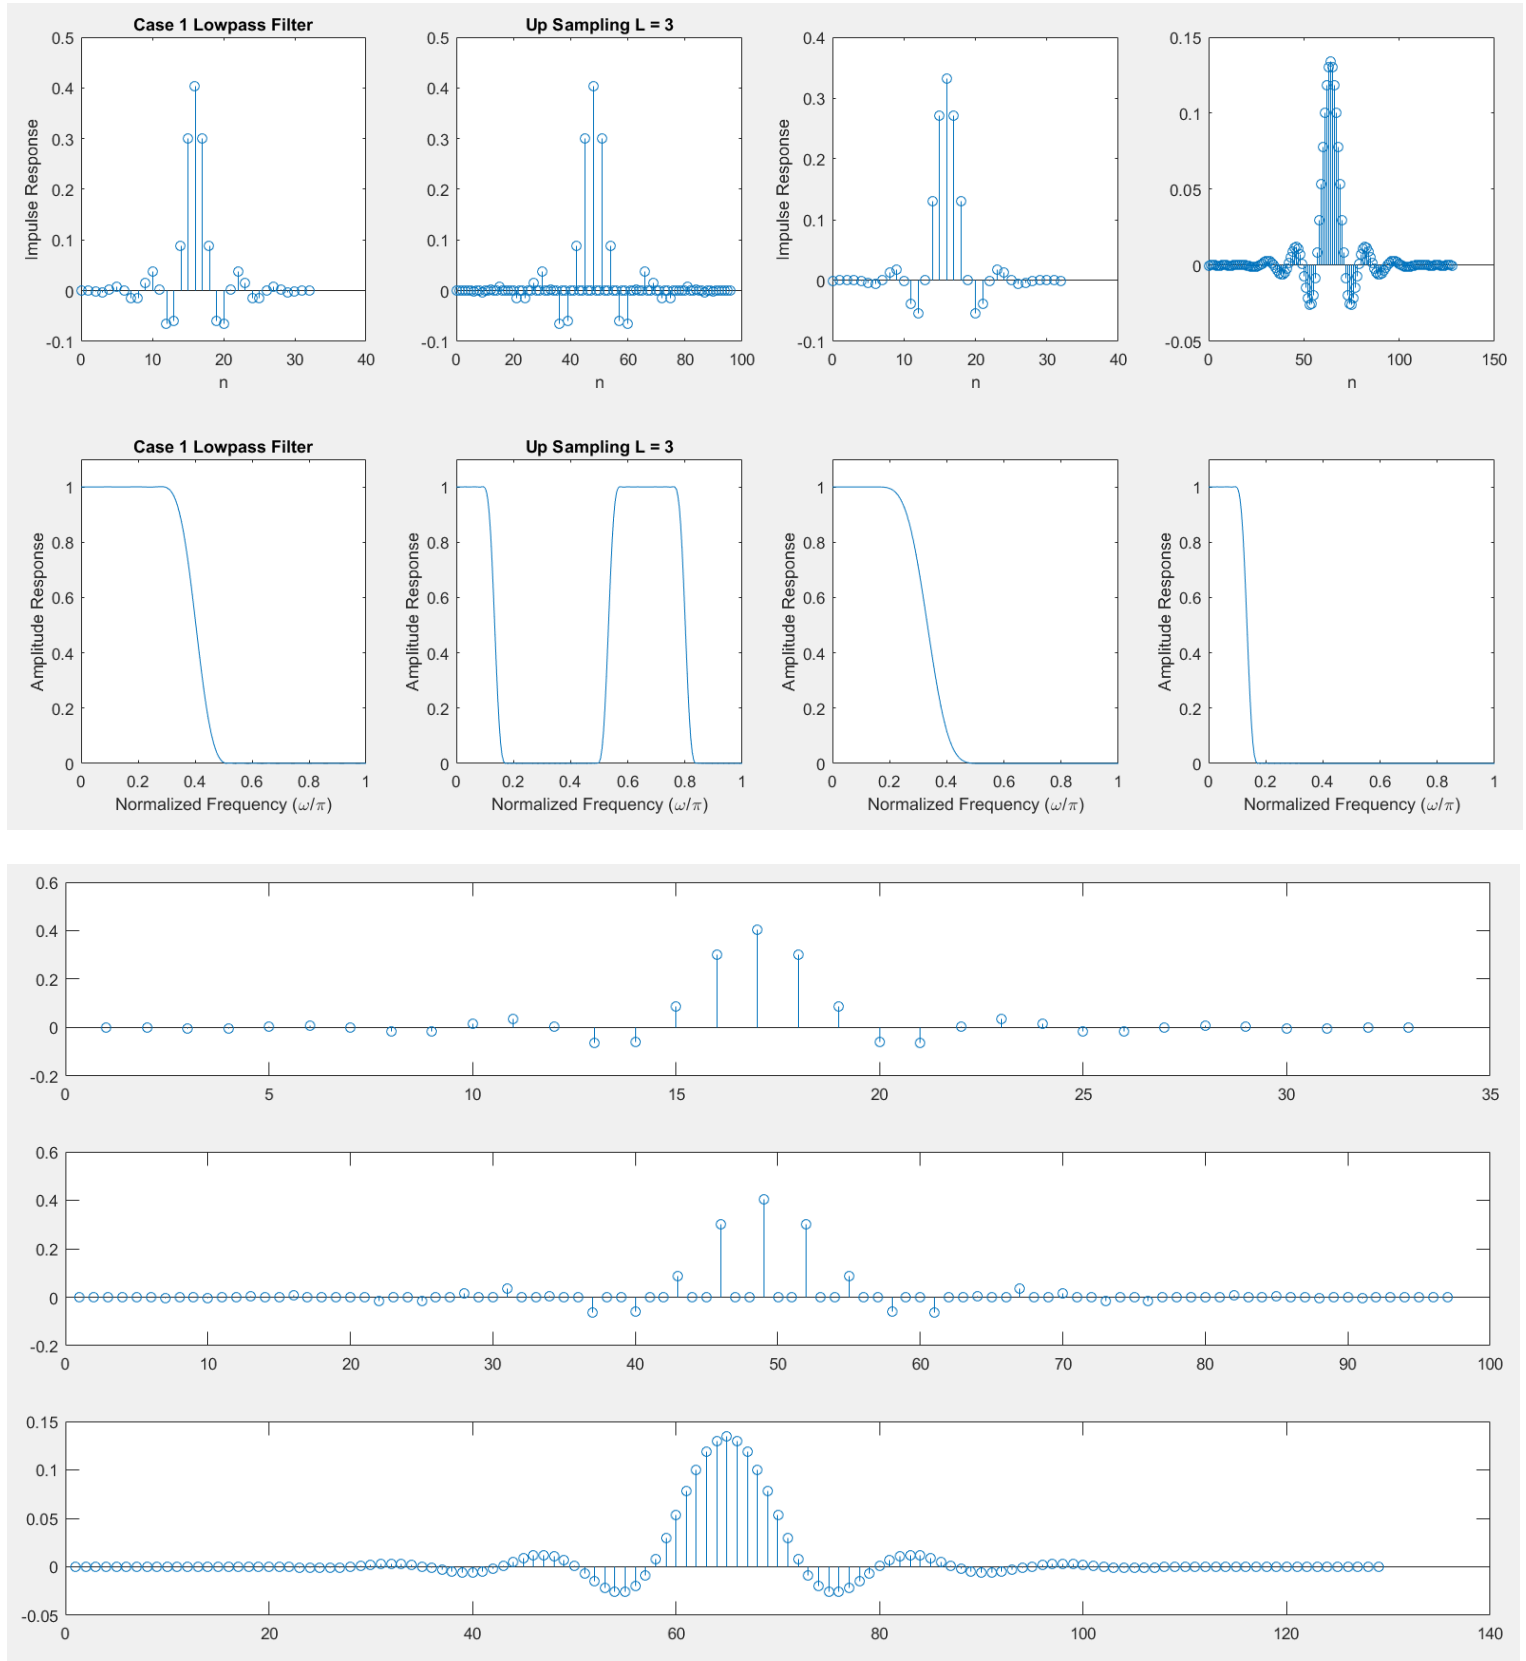 Case 1 Lowpass Filter
Up Sampling L = 3
0.5
0.4
0.3
0.2
0.1
0
-0.1
Impulse Response
0 10 20 30 40
n
0.5
0.4
0.3
0.2
0.1
0
-0.1
0 20 40 60 80 100
n
0.4
0.3
0.2
0.1
0
-0.1
Impulse Response
0 10 20 30 40
n
0.15
0.1
0.05
0
-0.05
0 50 100 150
n
Case 1 Lowpass Filter
Up Sampling L = 3
1
0.8
0.6
0.4
0.2
0
Amplitude Response
0 0.2 0.4 0.6 0.8 1
Normalized Frequency (ω/π)
1
0.8
0.6
0.4
0.2
0
Amplitude Response
0 0.2 0.4 0.6 0.8 1
Normalized Frequency (ω/π)
1
0.8
0.6
0.4
0.2
0
Amplitude Response
0 0.2 0.4 0.6 0.8 1
Normalized Frequency (ω/π)
1
0.8
0.6
0.4
0.2
0
Amplitude Response
0 0.2 0.4 0.6 0.8 1
Normalized Frequency (ω/π)
0.6
0.4
0.2
0
-0.2
0 5 10 15 20 25 30 35
0.6
0.4
0.2
0
-0.2
0 10 20 30 40 50 60 70 80 90 100
0.15
0.1
0.05
0
-0.05
0 20 40 60 80 100 120 140